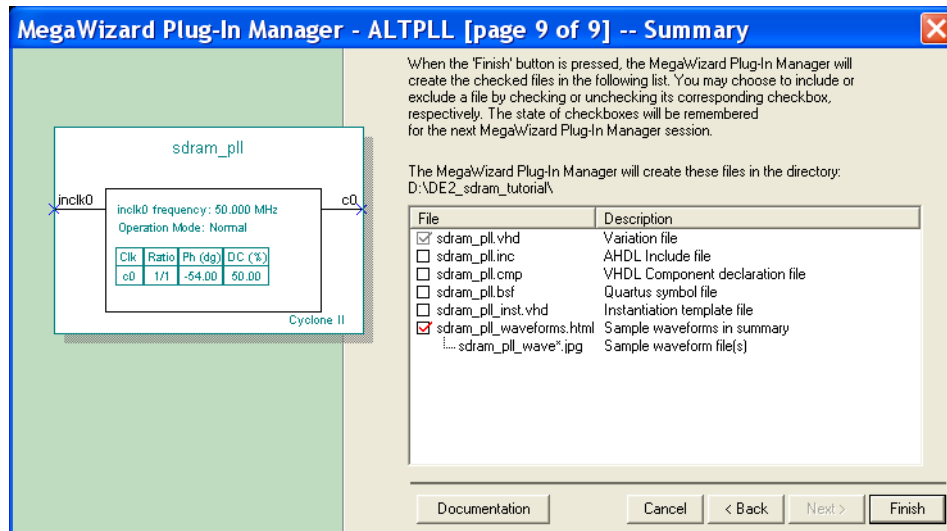 MegaWizard Plug-In Manager - ALTPLL [page 9 of 9] -- Summary
When the 'Finish' button is pressed, the MegaWizard Plug-In Manager will
create the checked files in the following list. You may choose to include or
exclude a file by checking or unchecking its corresponding checkbox,
respectively. The state of checkboxes will be remembered
for the next MegaWizard Plug-In Manager session.
The MegaWizard Plug-In Manager will create these files in the directory:
D:\DE2_sdram_tutorial\
sdram_pll
inclk0
c0
inclk0 frequency: 50.000 MHz
Operation Mode: Normal
Clk Ratio Ph (dg) DC (%)
c0 1/1 -54.00 50.00
Cyclone II
File Description
sdram_pll.vhd Variation file
sdram_pll.inc AHDL Include file
sdram_pll.cmp VHDL Component declaration file
sdram_pll.bsf Quartus symbol file
sdram_pll_inst.vhd Instantiation template file
sdram_pll_waveforms.html Sample waveforms in summary
sdram_pll_wave*.jpg Sample waveform file(s)
Documentation Cancel < Back Next > Finish